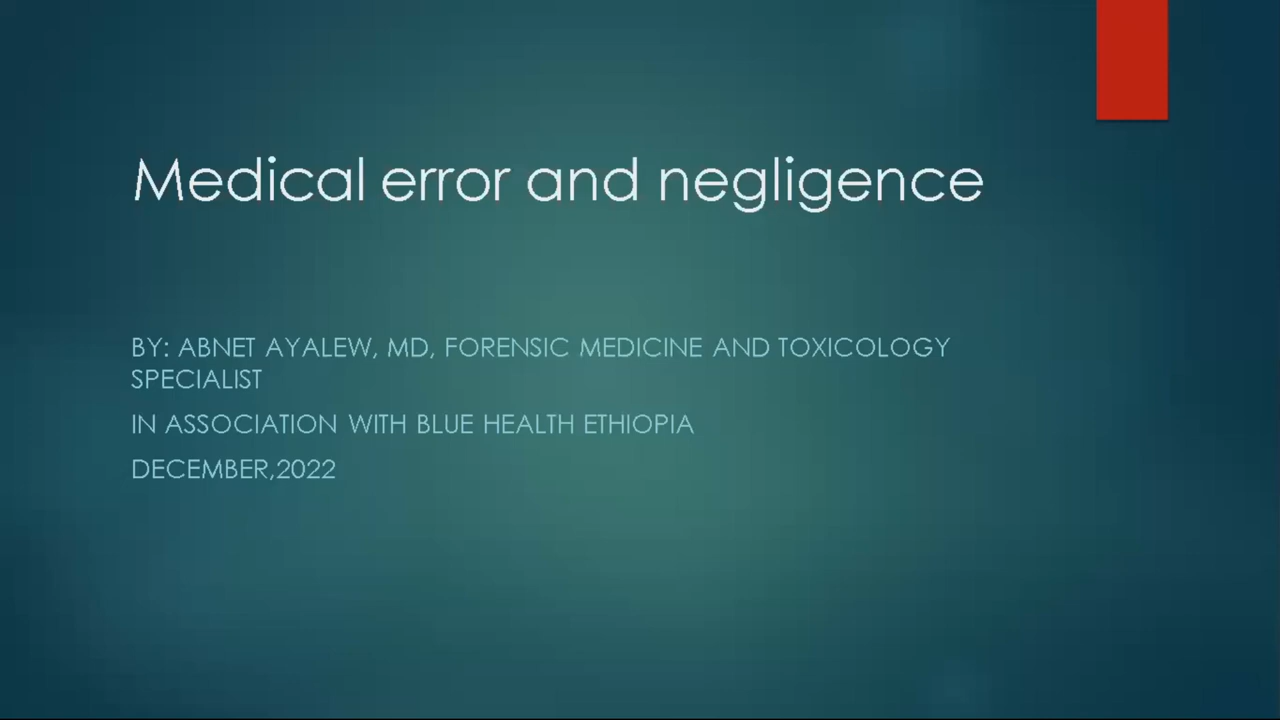 Medical error and negligence
BY: ABNET AYALEW, MD, FORENSIC MEDICINE AND TOXICOLOGY
SPECIALIST
IN ASSOCIATION WITH BLUE HEALTH ETHIOPIA
DECEMBER,2022